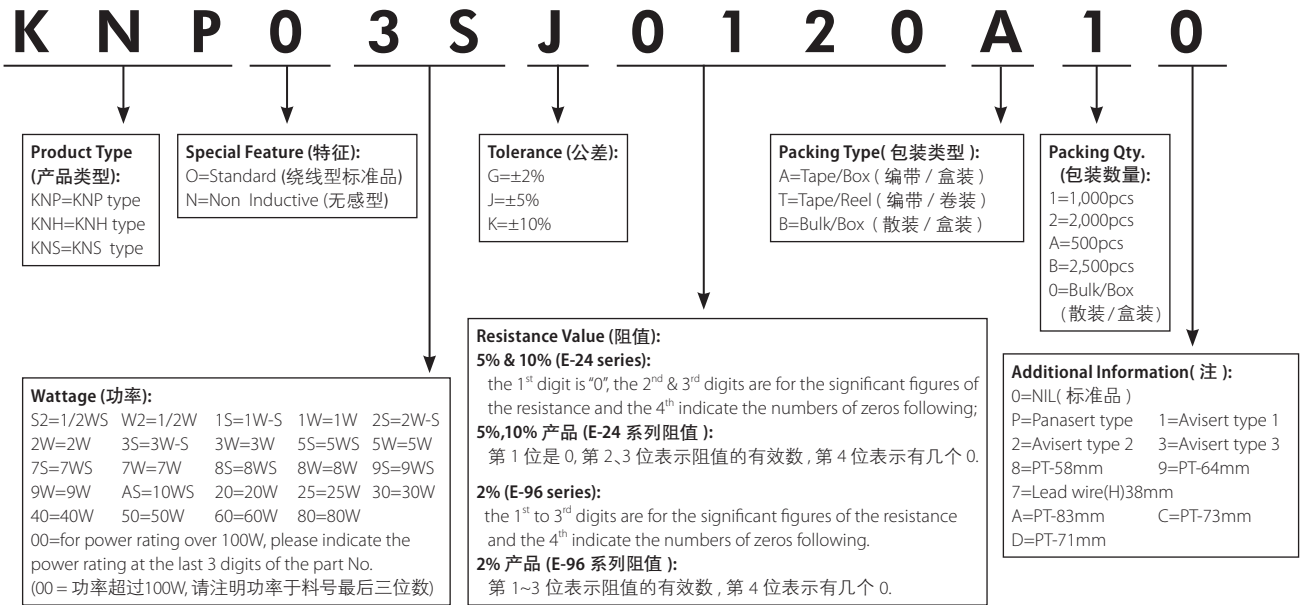 K N P 0 3 S J 0 1 2 0 A 1 0
Product Type
(产品类型):
KNP=KNP type
KNH=KNH type
KNS=KNS type
Special Feature (特征):
O=Standard (绕线型标准品)
N=Non Inductive (无感型)
Tolerance (公差):
G=±2%
J=±5%
K=±10%
Packing Type( 包装类型 ):
A=Tape/Box ( 编带 / 盒装 )
T=Tape/Reel ( 编带 / 卷装 )
B=Bulk/Box ( 散装 / 盒装 )
Packing Qty.
(包装数量):
1=1,000pcs
2=2,000pcs
A=500pcs
B=2,500pcs
0=Bulk/Box
(散装/盒装)
Wattage (功率):
S2=1/2WS W2=1/2W 1S=1W-S 1W=1W 2S=2W-S
2W=2W 3S=3W-S 3W=3W 5S=5WS 5W=5W
7S=7WS 7W=7W 8S=8WS 8W=8W 9S=9WS
9W=9W AS=10WS 20=20W 25=25W 30=30W
40=40W 50=50W 60=60W 80=80W
00=for power rating over 100W, please indicate the
power rating at the last 3 digits of the part No.
(00 = 功率超过100W, 请注明功率于料号最后三位数)
Resistance Value (阻值):
5% & 10% (E-24 series):
the 1st digit is "0", the 2nd & 3rd digits are for the significant figures of
the resistance and the 4th indicate the numbers of zeros following;
5%,10% 产品 (E-24 系列阻值 ):
第 1 位是 0, 第 2、3 位表示阻值的有效数 , 第 4 位表示有几个 0.
2% (E-96 series):
the 1st to 3rd digits are for the significant figures of the resistance
and the 4th indicate the numbers of zeros following.
2% 产品 (E-96 系列阻值 ):
第 1~3 位表示阻值的有效数 , 第 4 位表示有几个 0.
Additional Information( 注 ):
0=NIL( 标准品 )
P=Panasert type 1=Avisert type 1
2=Avisert type 2 3=Avisert type 3
8=PT-58mm 9=PT-64mm
7=Lead wire(H)38mm
A=PT-83mm C=PT-73mm
D=PT-71mm